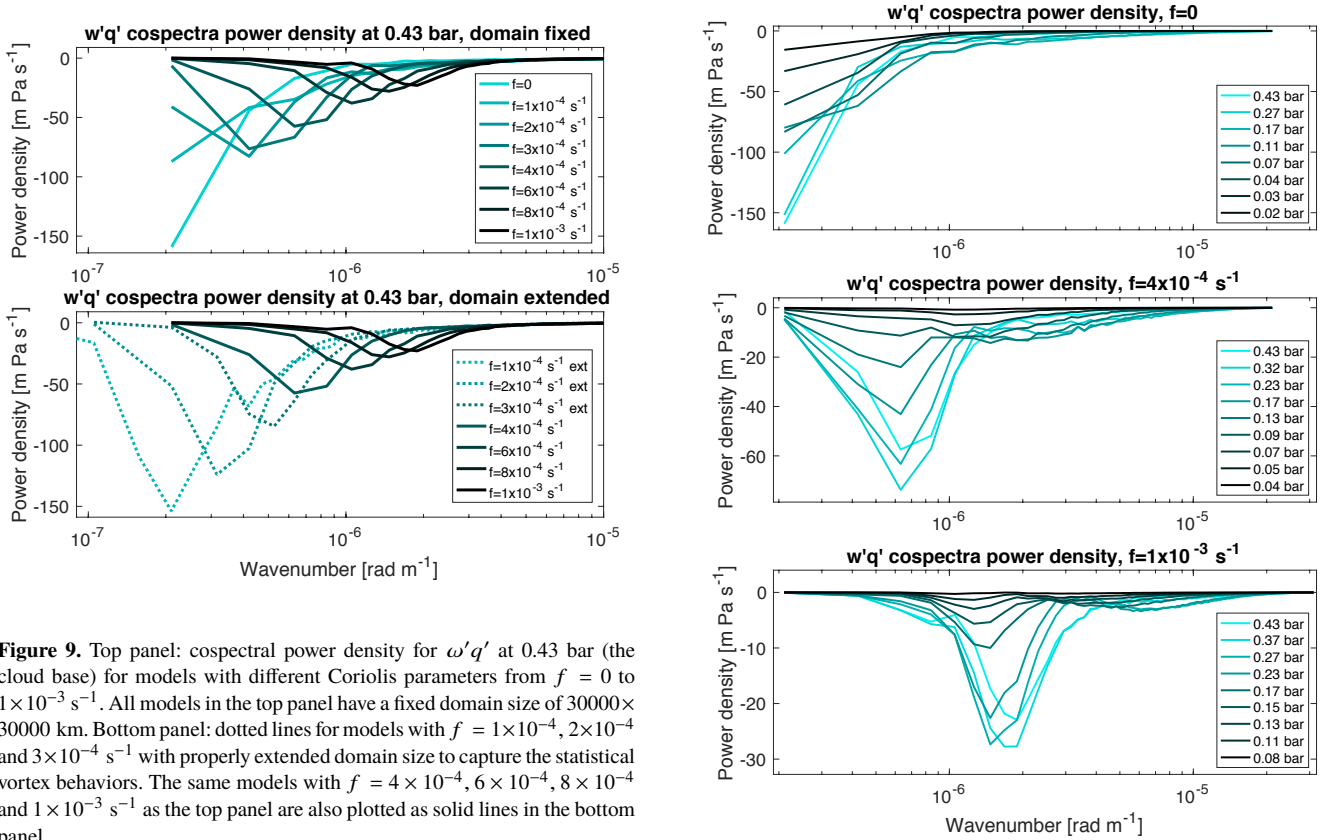 w'q' cospectra power density at 0.43 bar, domain fixed
Power density [m Pa s-1]
0
-50
-100
-150
f=0
f=1x10-4 s-1
f=2x10-4 s-1
f=3x10-4 s-1
f=4x10-4 s-1
f=6x10-4 s-1
f=8x10-4 s-1
f=1x10-3 s-1
10-7
10-6
10-5
w'q' cospectra power density at 0.43 bar, domain extended
Power density [m Pa s-1]
0
-50
-100
-150
f=1x10-4 s-1 ext
f=2x10-4 s-1 ext
f=3x10-4 s-1 ext
f=4x10-4 s-1
f=6x10-4 s-1
f=8x10-4 s-1
f=1x10-3 s-1
10-7
10-6
10-5
Wavenumber [rad m-1]
Figure 9. Top panel: cospectral power density for ω′q′ at 0.43 bar (the
cloud base) for models with different Coriolis parameters from f = 0 to
1×10−3 s−1. All models in the top panel have a fixed domain size of 30000×
30000 km. Bottom panel: dotted lines for models with f = 1×10−4, 2×10−4
and 3×10−4 s−1 with properly extended domain size to capture the statistical
vortex behaviors. The same models with f = 4 × 10−4, 6 × 10−4, 8 × 10−4
and 1×10−3 s−1 as the top panel are also plotted as solid lines in the bottom
panel
w'q' cospectra power density, f=0
Power density [m Pa s-1]
0
-50
-100
-150
0.43 bar
0.27 bar
0.17 bar
0.11 bar
0.07 bar
0.04 bar
0.03 bar
0.02 bar
10-6
10-5
w'q' cospectra power density, f=4x10-4 s-1
Power density [m Pa s-1]
0
-20
-40
-60
0.43 bar
0.32 bar
0.23 bar
0.17 bar
0.13 bar
0.09 bar
0.07 bar
0.05 bar
0.04 bar
10-6
10-5
w'q' cospectra power density, f=1x10-3 s-1
Power density [m Pa s-1]
0
-10
-20
-30
0.43 bar
0.37 bar
0.27 bar
0.23 bar
0.17 bar
0.15 bar
0.13 bar
0.11 bar
0.08 bar
10-6
10-5
Wavenumber [rad m-1]